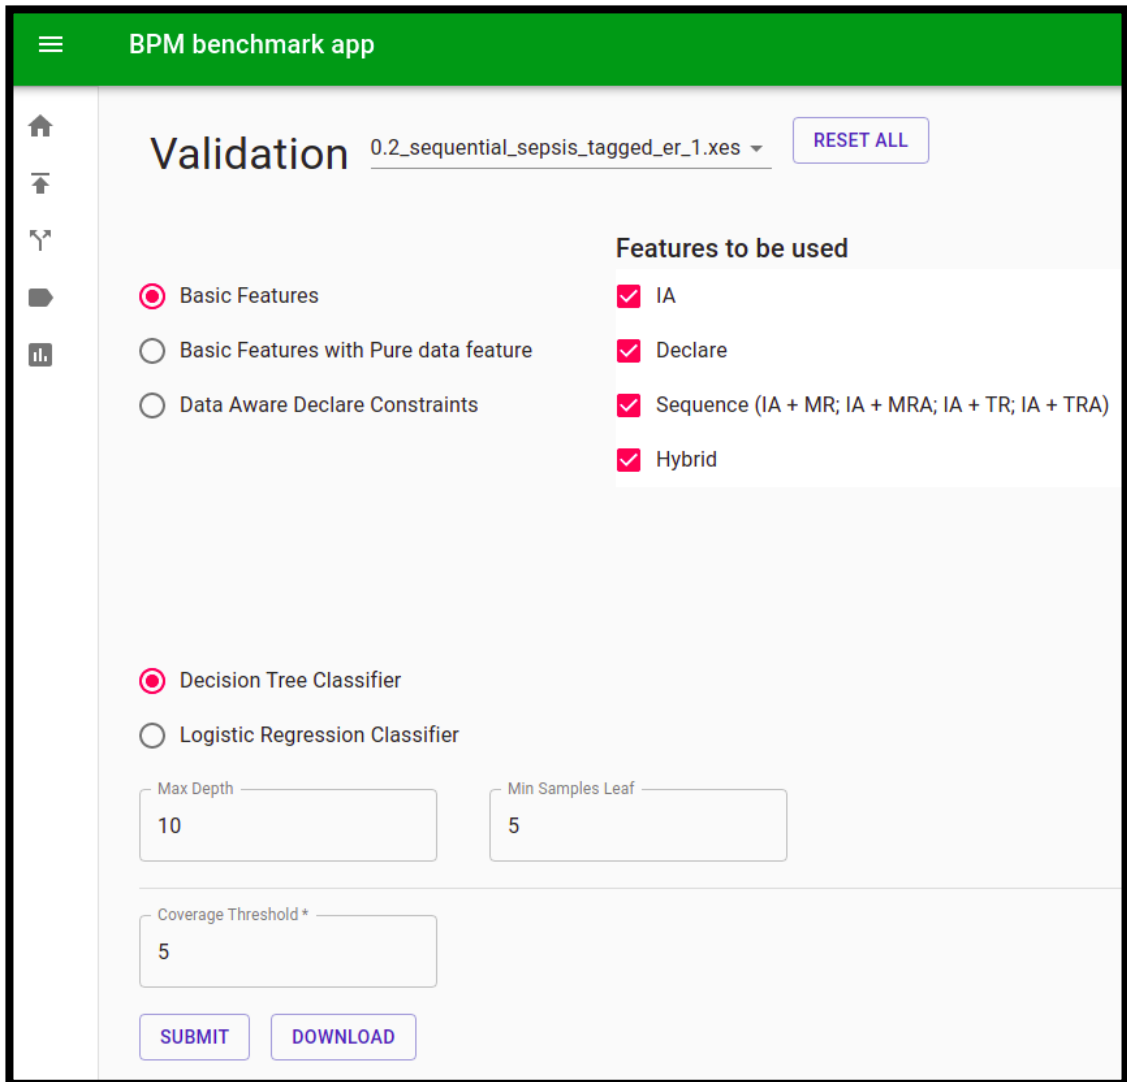 BPM benchmark app
Validation 0.2_sequential_sepsis_tagged_er_1.xes RESET ALL
Features to be used
Basic Features IA
Basic Features with Pure data feature Declare
Data Aware Declare Constraints Sequence (IA + MR; IA + MRA; IA + TR; IA + TRA)
Hybrid
Decision Tree Classifier
Logistic Regression Classifier
Max Depth Min Samples Leaf
10 5
Coverage Threshold *
5
SUBMIT DOWNLOAD